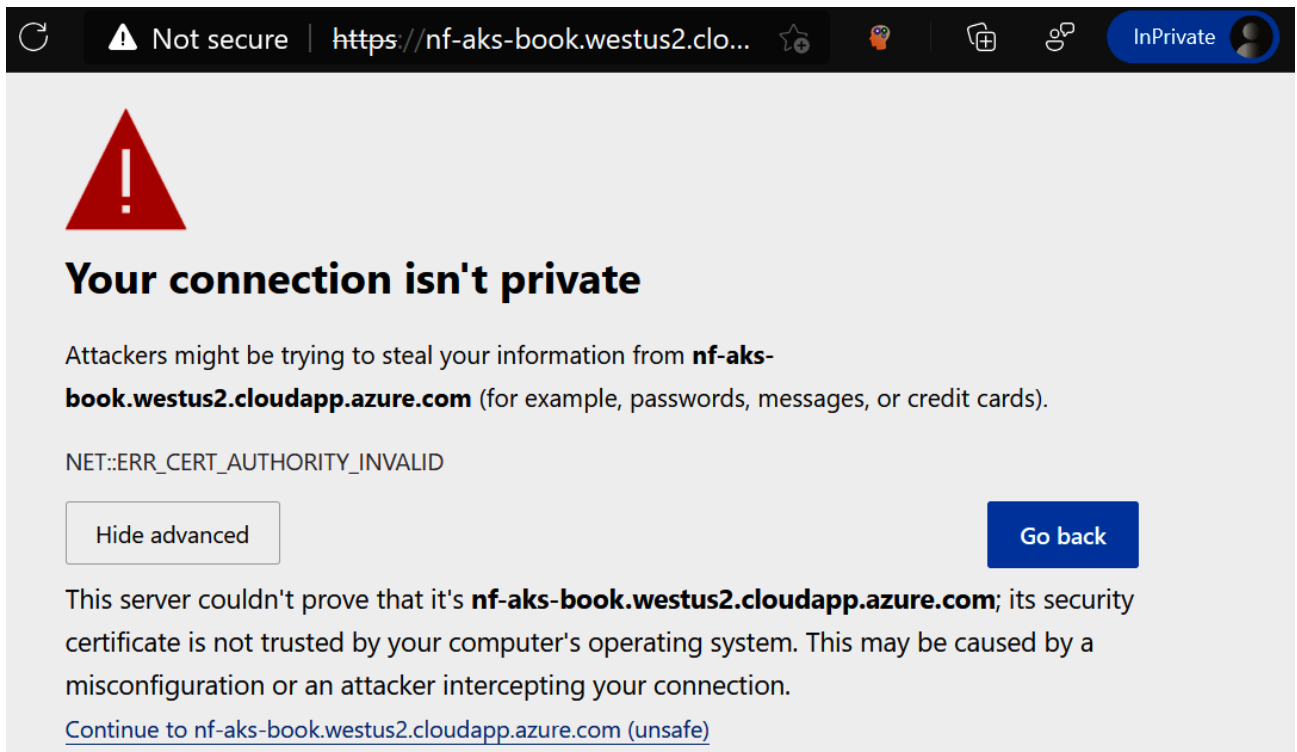 Not secure | https://nf-aks-book.westus2.clo... InPrivate
Your connection isn't private
Attackers might be trying to steal your information from nf-aks-
book.westus2.cloudapp.azure.com (for example, passwords, messages, or credit cards).
NET::ERR_CERT_AUTHORITY_INVALID
Hide advanced Go back
This server couldn't prove that it's nf-aks-book.westus2.cloudapp.azure.com; its security
certificate is not trusted by your computer's operating system. This may be caused by a
misconfiguration or an attacker intercepting your connection.
Continue to nf-aks-book.westus2.cloudapp.azure.com (unsafe)